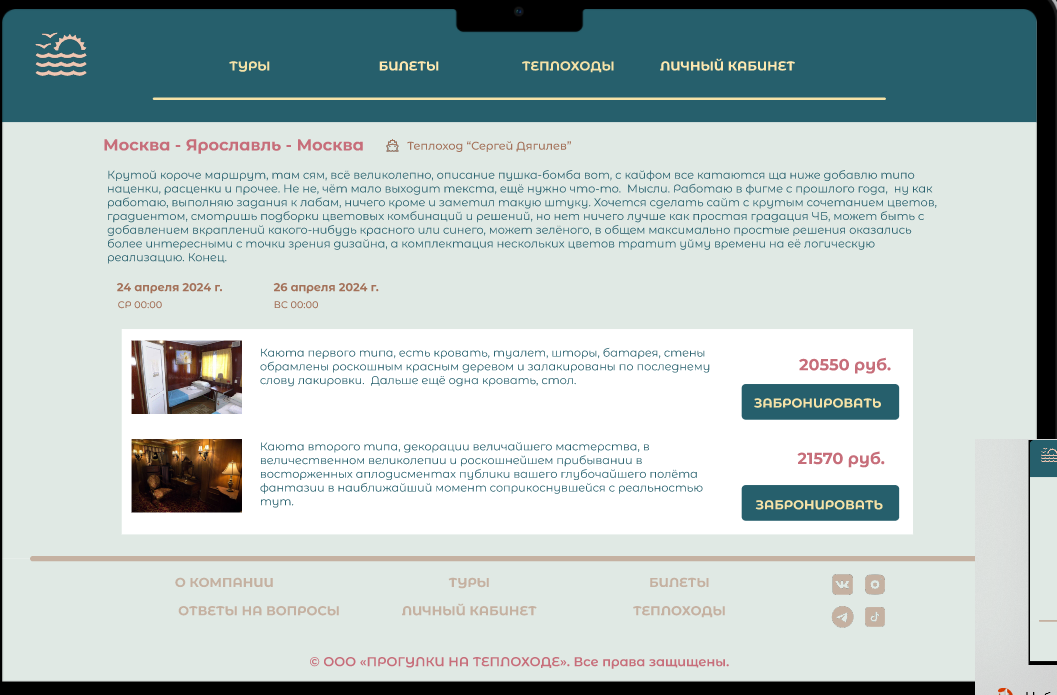 ТУРЫ БИЛЕТЫ ТЕПЛОХОДЫ ЛИЧНЫЙ КАБИНЕТ
Москва - Ярославль - Москва Теплоход “Сергей Дягилев”
Крутой короче маршрут, там сям, всё великолепно, описание пушка-бомба вот, с кайфом все катаются ща ниже добавлю типо
наценки, расценки и прочее. Не не, чёт мало выходит текста, ещё нужно что-то. Мысли. Работаю в фигме с прошлого года, ну как
работаю, выполняю задания к лабам, ничего кроме и заметил такую штуку. Хочется сделать сайт с крутым сочетанием цветов,
градиентом, смотришь подборки цветовых комбинаций и решений, но нет ничего лучше как простая градация ЧБ, может быть с
добавлением вкраплений какого-нибудь красного или синего, может зелёного, в общем максимально простые решения оказались
более интересными с точки зрения дизайна, а комплектация нескольких цветов тратит уйму времени на её логическую
реализацию. Конец.
24 апреля 2024 г. 26 апреля 2024 г.
СР 00:00 ВС 00:00
Каюта первого типа, есть кровать, туалет, шторы, батарея, стены
обрамлены роскошным красным деревом и залакированы по последнему
слову лакировки. Дальше ещё одна кровать, стол.
20550 руб.
ЗАБРОНИРОВАТЬ
Каюта второго типа, декорации величайшего мастерства, в
величественном великолепии и роскошнейшем прибывании в
восторженных аплодисментах публики вашего глубочайшего полёта
фантазии в наиближайший момент соприкоснувшейся с реальностью
тут.
21570 руб.
ЗАБРОНИРОВАТЬ
О КОМПАНИИ ТУРЫ БИЛЕТЫ
ОТВЕТЫ НА ВОПРОСЫ ЛИЧНЫЙ КАБИНЕТ ТЕПЛОХОДЫ
© ООО «ПРОГУЛКИ НА ТЕПЛОХОДЕ». Все права защищены.